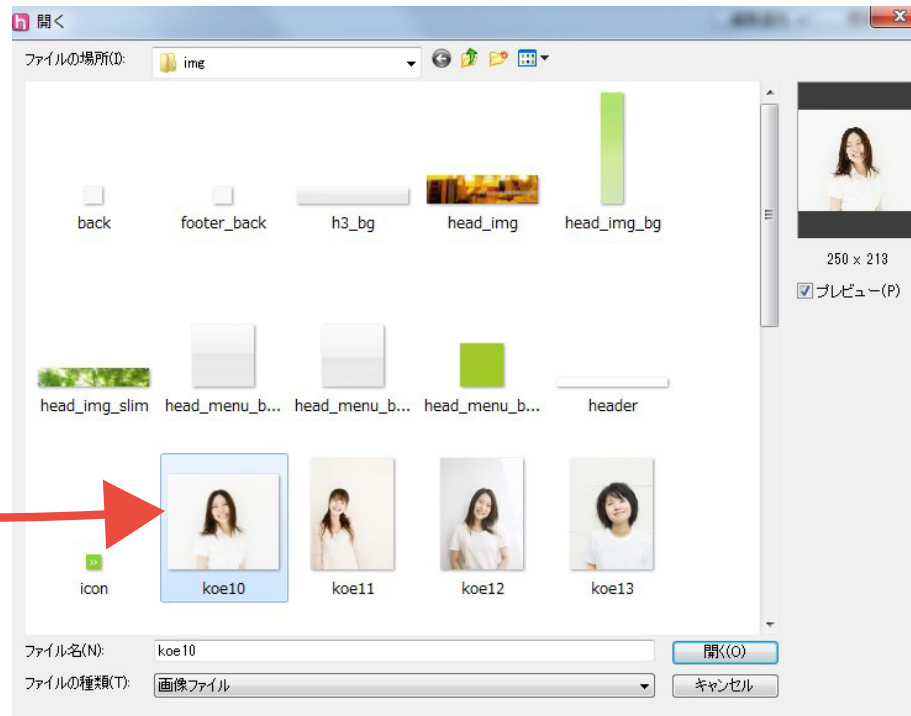 開く
ファイルの場所(I):
img
back
footer_back
h3_bg
head_img
head_img_bg
250 x 213
プレビュー(P)
head_img_slim
head_menu_b...
head_menu_b...
head_menu_b...
header
icon
koe10
koe11
koe12
koe13
ファイル名(N):
koe10
開く(O)
ファイルの種類(T):
画像ファイル
キャンセル